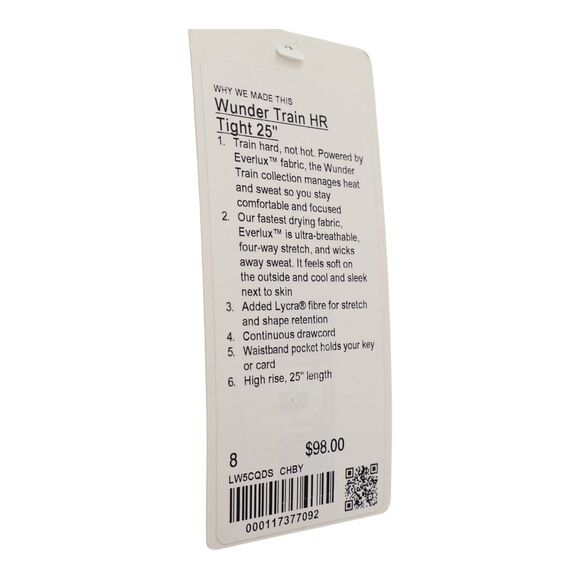 WHY WE MADE THIS
Wunder Train HR
Tight 25"
1. Train hard, not hot. Powered by
Everlux™ fabric, the Wunder
Train collection manages heat
and sweat so you stay
comfortable and focused
2. Our fastest drying fabric,
Everlux™ is ultra-breathable,
four-way stretch, and wicks
away sweat. It feels soft on
the outside and cool and sleek
next to skin
3. Added Lycra® fibre for stretch
and shape retention
4. Continuous drawcord
5. Waistband pocket holds your key
or card
6. High rise, 25" length
8 $98.00
LW5CQDS CHBY
000117377092